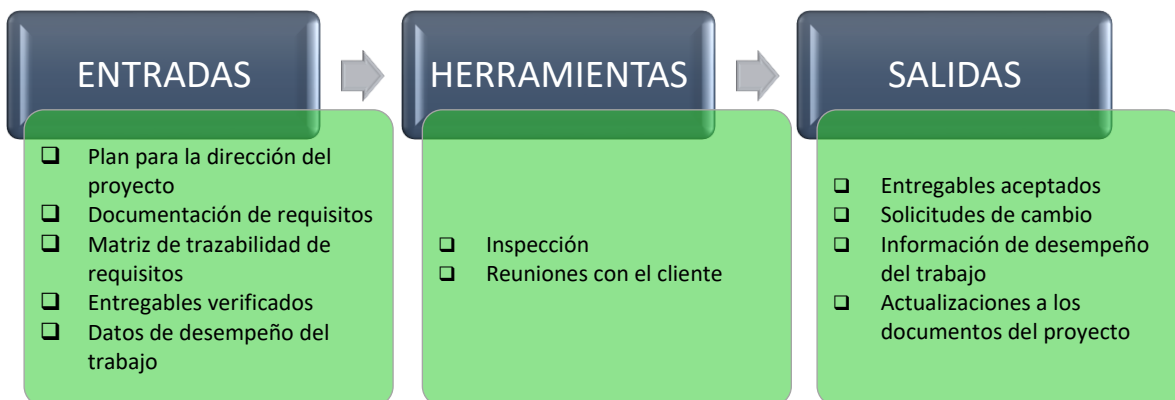 ENTRADAS
❑ Plan para la dirección del
proyecto
❑ Documentación de requisitos
❑ Matriz de trazabilidad de
requisitos
❑ Entregables verificados
❑ Datos de desempeño del
trabajo
HERRAMIENTAS
❑ Inspección
❑ Reuniones con el cliente
SALIDAS
❑ Entregables aceptados
❑ Solicitudes de cambio
❑ Información de desempeño
del trabajo
❑ Actualizaciones a los
documentos del proyecto